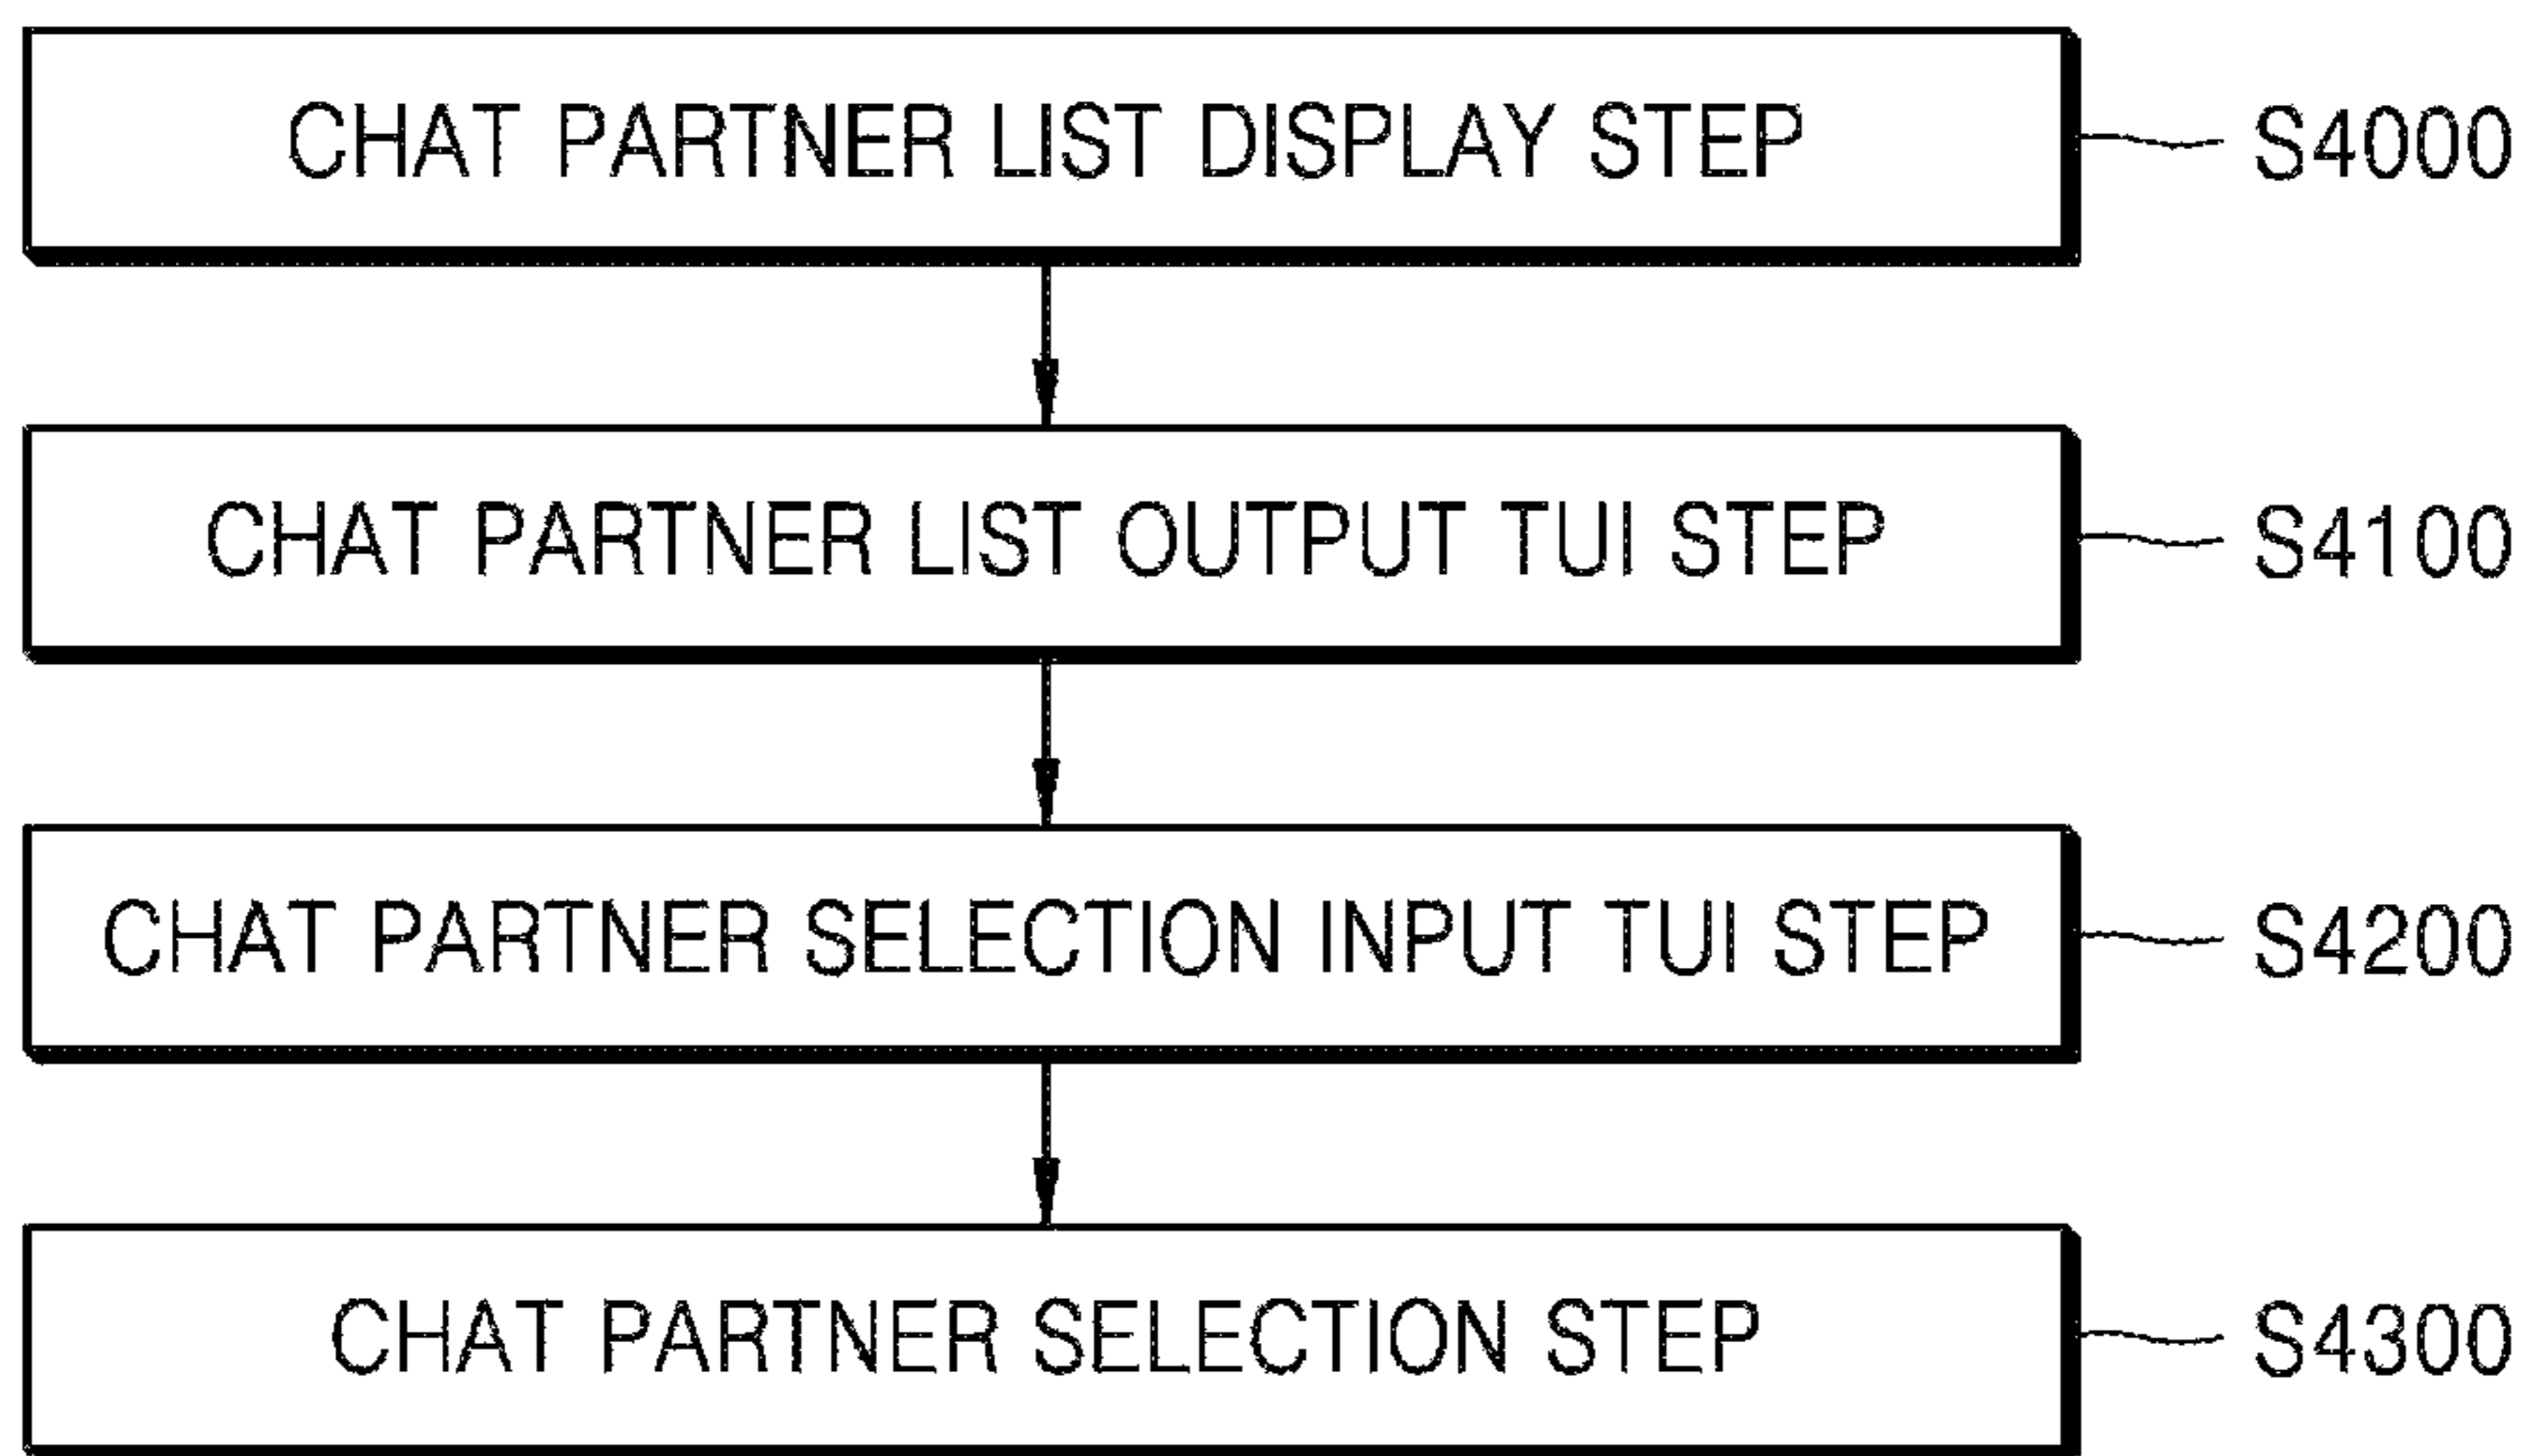 CHAT PARTNER LIST DISPLAY STEP S4000
CHAT PARTNER LIST OUTPUT TUI STEP S4100
CHAT PARTNER SELECTION INPUT TUI STEP S4200
CHAT PARTNER SELECTION STEP S4300